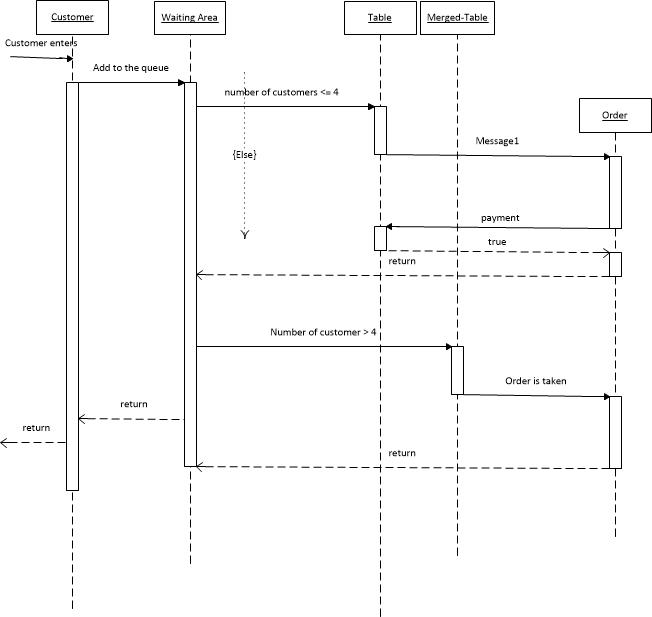 Customer
Waiting Area
Table
Merged-Table
Customer enters
Add to the queue
number of customers <= 4
Order
Message1
{Else}
payment
true
return
Number of customer > 4
Order is taken
return
return
return